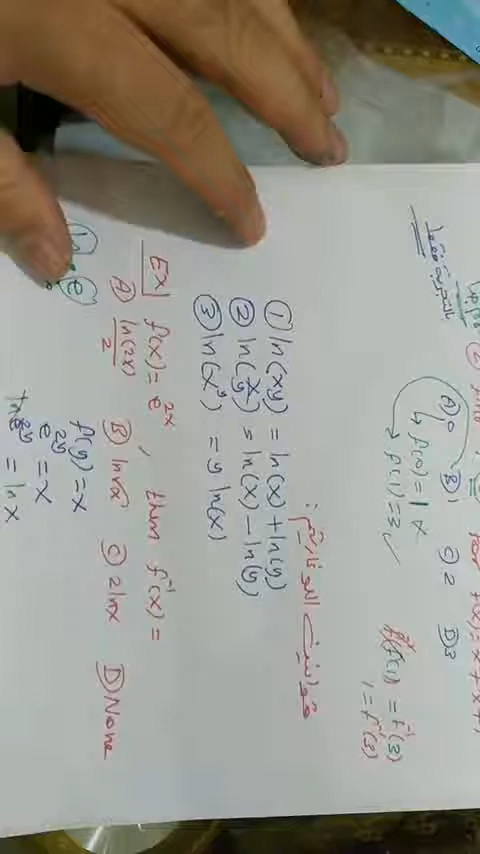 A) 0 B) 1 C) 2 D) 3
↳ f(0) = 1 ×
→ f(1) = 3 ✓
= f⁻¹(3)
1 = f⁻¹(3)
قوانين اللوغاريتم:
① ln(xy) = ln(x) + ln(y)
② ln(x/y) = ln(x) - ln(y)
③ ln(x^y) = y ln(x)
Ex| f(x) = e^2x, then f⁻¹(x) =
A) ln(2x)/2 B) ln√x C) 2lnx D) None
f(y) = x
e^2y = x
= ln x